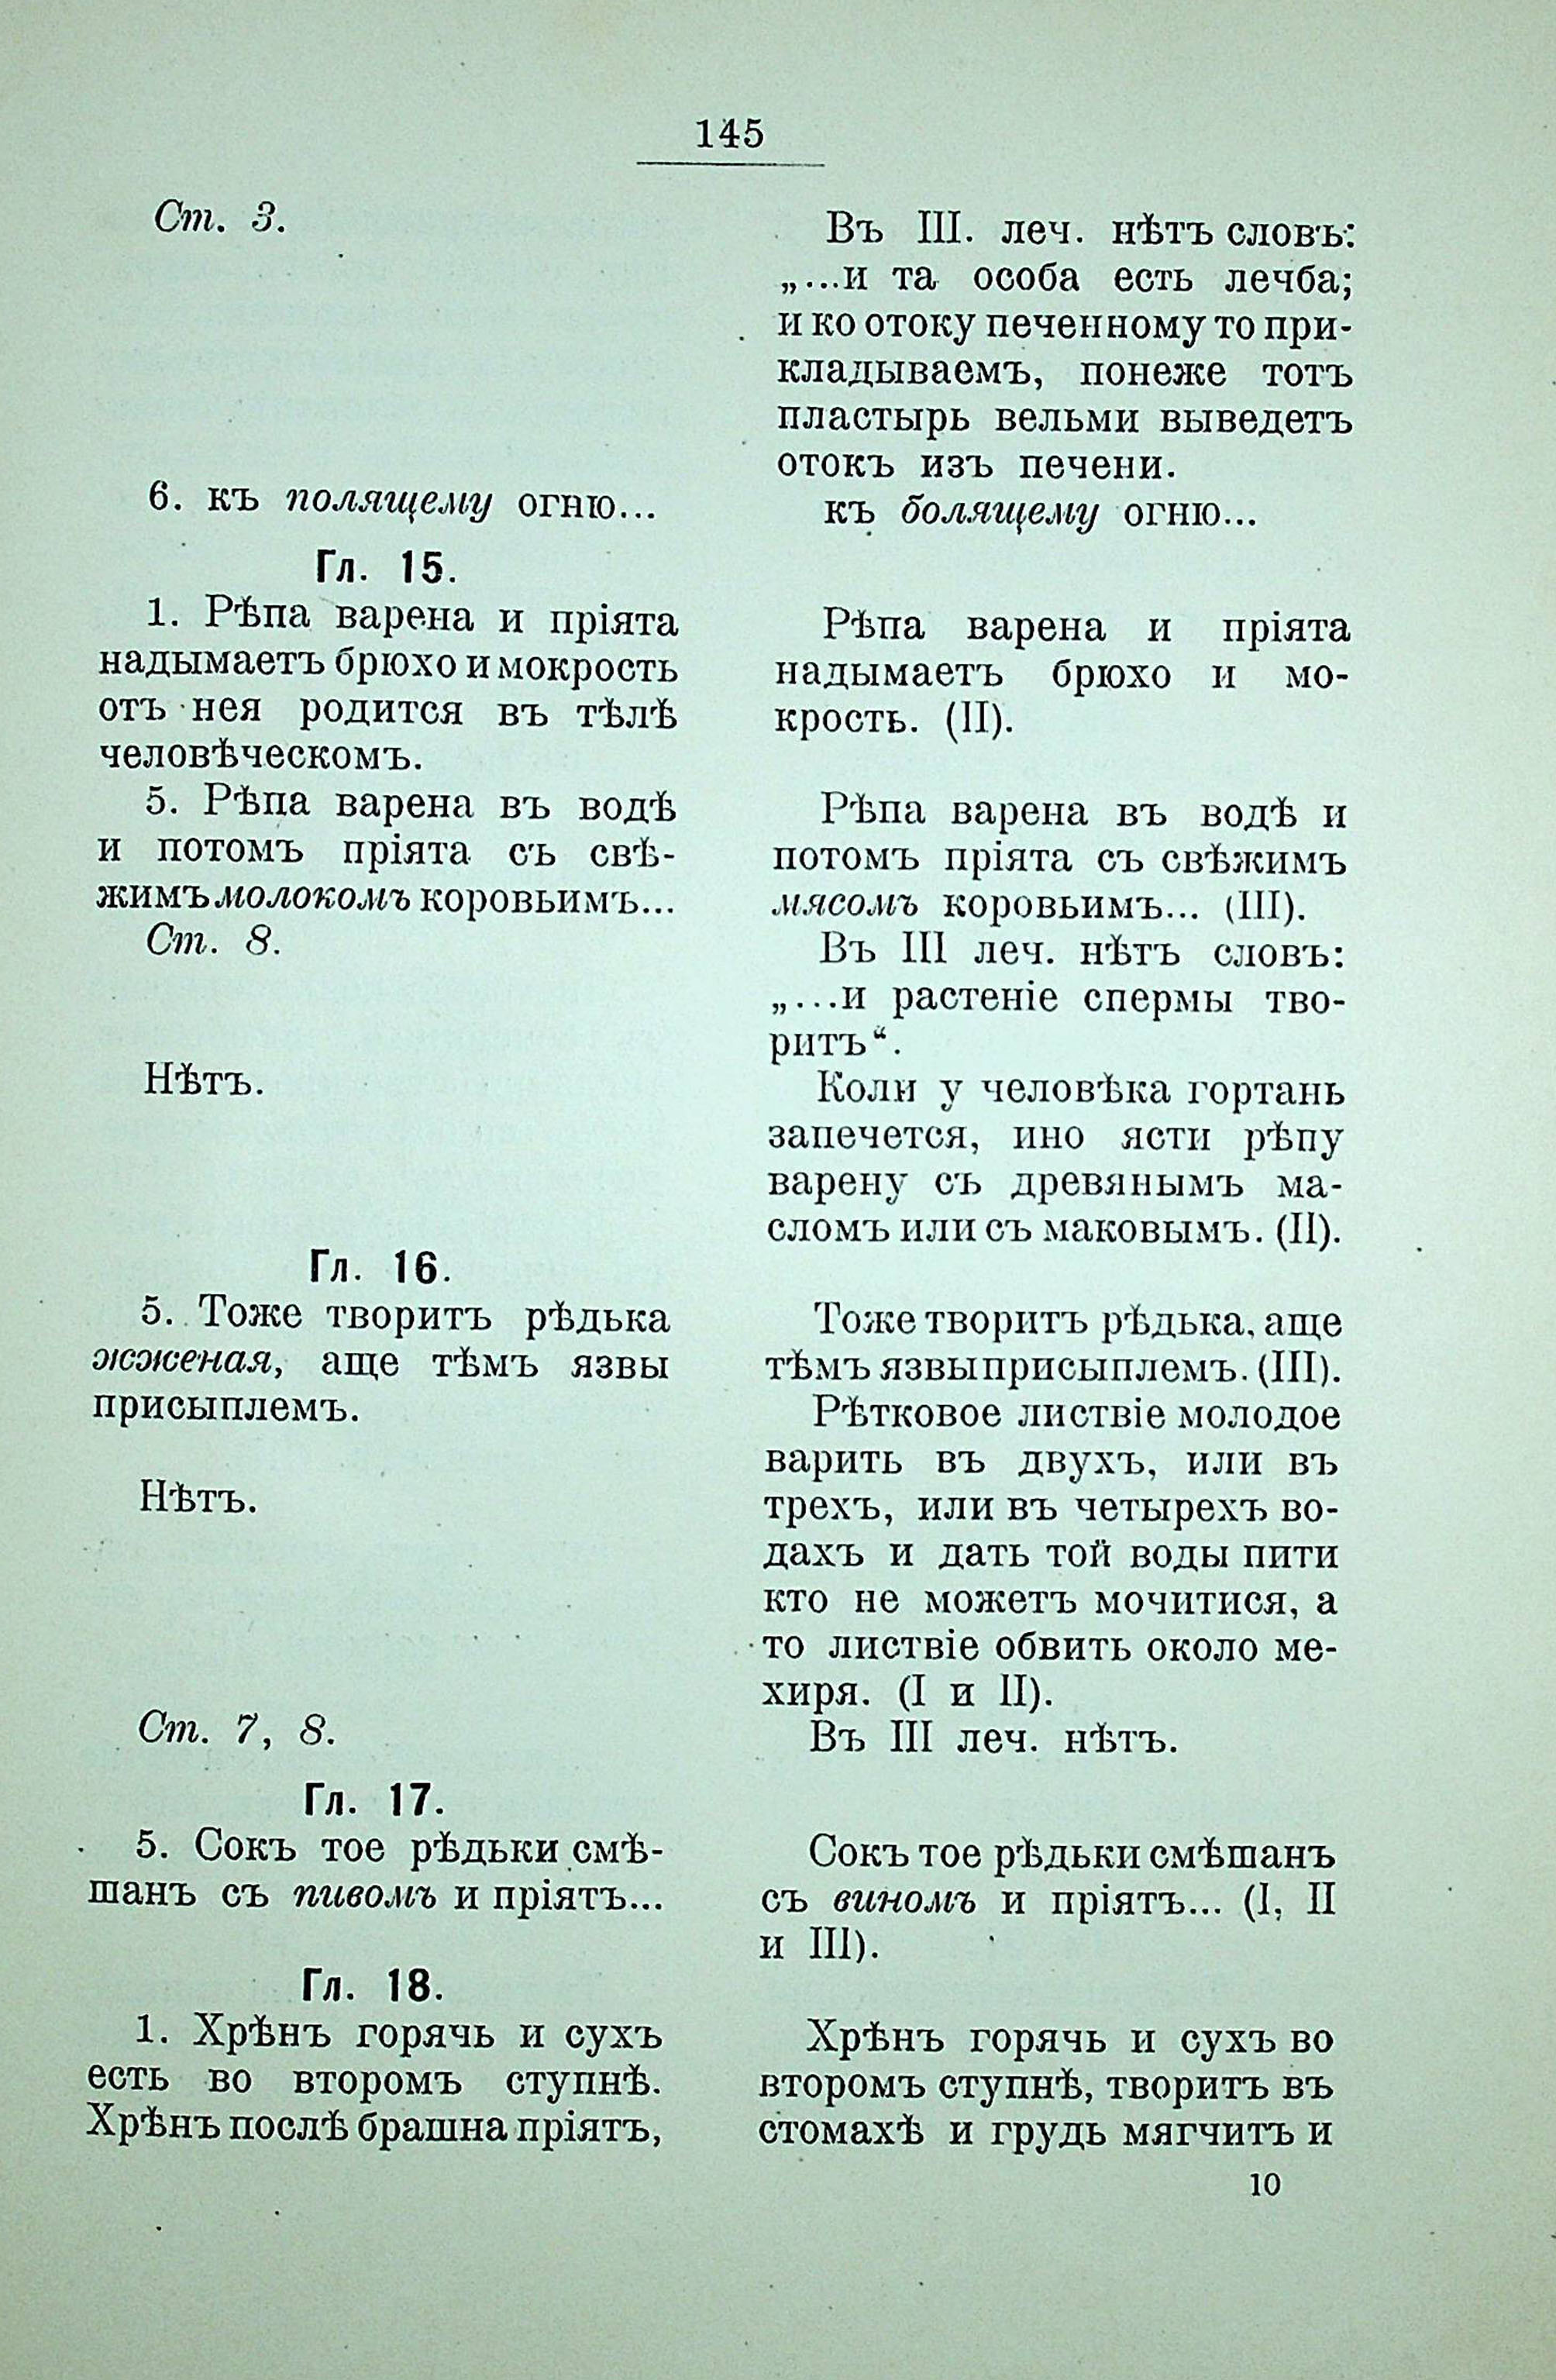 145
Ст. 3.
6. къ полящему огню...
Гл. 15.
1. Рѣпа варена и пріята
надымаетъ брюхо и мокрость
отъ нея родится въ тѣлѣ
человѣческомъ.
5. Рѣпа варена въ водѣ
и потомъ пріята съ свѣ-
жимъ молокомъ коровьимъ...
Ст. 8.
Нѣтъ.
Гл. 16.
5. Тоже творитъ рѣдька
жженая, аще тѣмъ язвы
присыплемъ.
Нѣтъ.
Ст. 7, 8.
Гл. 17.
5. Сокъ тое рѣдьки смѣ-
шанъ съ пивомъ и пріятъ...
Гл. 18.
1. Хрѣнъ горячь и сухъ
есть во второмъ ступнѣ.
Хрѣнъ послѣ брашна пріятъ,
Въ III. леч. нѣтъ словъ:
„...и та особа есть лечба;
и ко отоку печенному то при-
кладываемъ, понеже тотъ
пластырь вельми выведетъ
отокъ изъ печени.
къ болящему огню...
Рѣпа варена и пріята
надымаетъ брюхо и мо-
крость. (II).
Рѣпа варена въ водѣ и
потомъ пріята съ свѣжимъ
мясомъ коровьимъ... (III).
Въ III леч. нѣтъ словъ:
„...и растеніе спермы тво-
ритъ“.
Коли у человѣка гортань
запечется, ино ясти рѣпу
варену съ древянымъ ма-
сломъ или съ маковымъ. (II).
Тоже творитъ рѣдька, аще
тѣмъ язвы присыплемъ. (III).
Рѣтковое листвіе молодое
варить въ двухъ, или въ
трехъ, или въ четырехъ во-
дахъ и дать той воды пити
кто не можетъ мочитися, а
то листвіе обвить около ме-
хиря. (I и II).
Въ III леч. нѣтъ.
Сокъ тое рѣдьки смѣшанъ
съ виномъ и пріятъ... (I, II
и III).
Хрѣнъ горячь и сухъ во
второмъ ступнѣ, творитъ въ
стомахѣ и грудь мягчитъ и
10